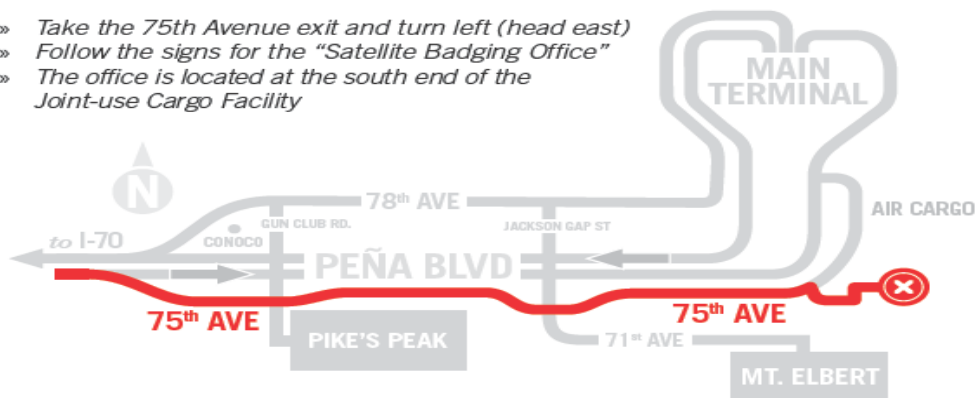 » Take the 75th Avenue exit and turn left (head east)
» Follow the signs for the “Satellite Badging Office”
» The office is located at the south end of the
Joint-use Cargo Facility
MAIN
TERMINAL
N
78th AVE
AIR CARGO
GUN CLUB RD.
JACKSON GAP ST
to I-70
CONOCO
PEÑA BLVD
75th AVE
75th AVE
PIKE’S PEAK
71st AVE
MT. ELBERT